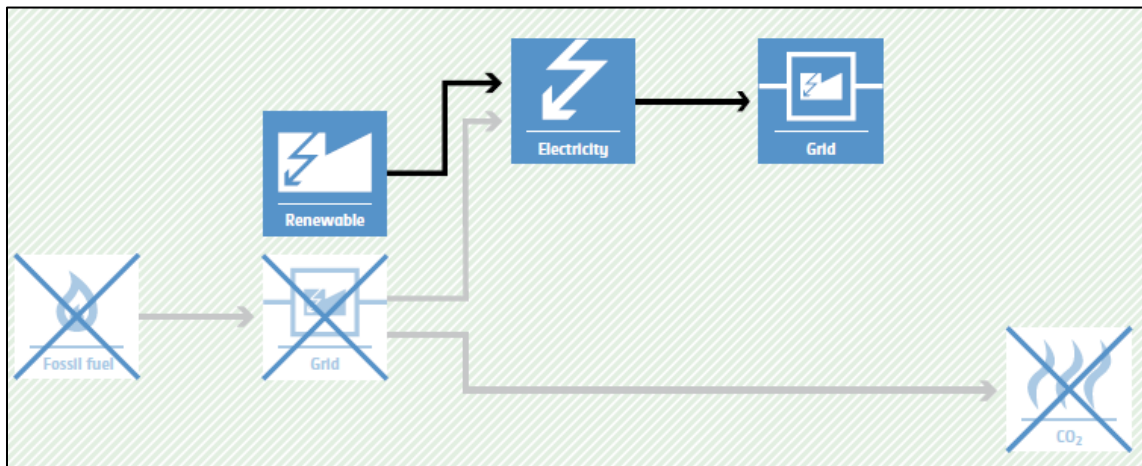 Electricity
Grid
Renewable
Fossil fuel
Grid
CO₂